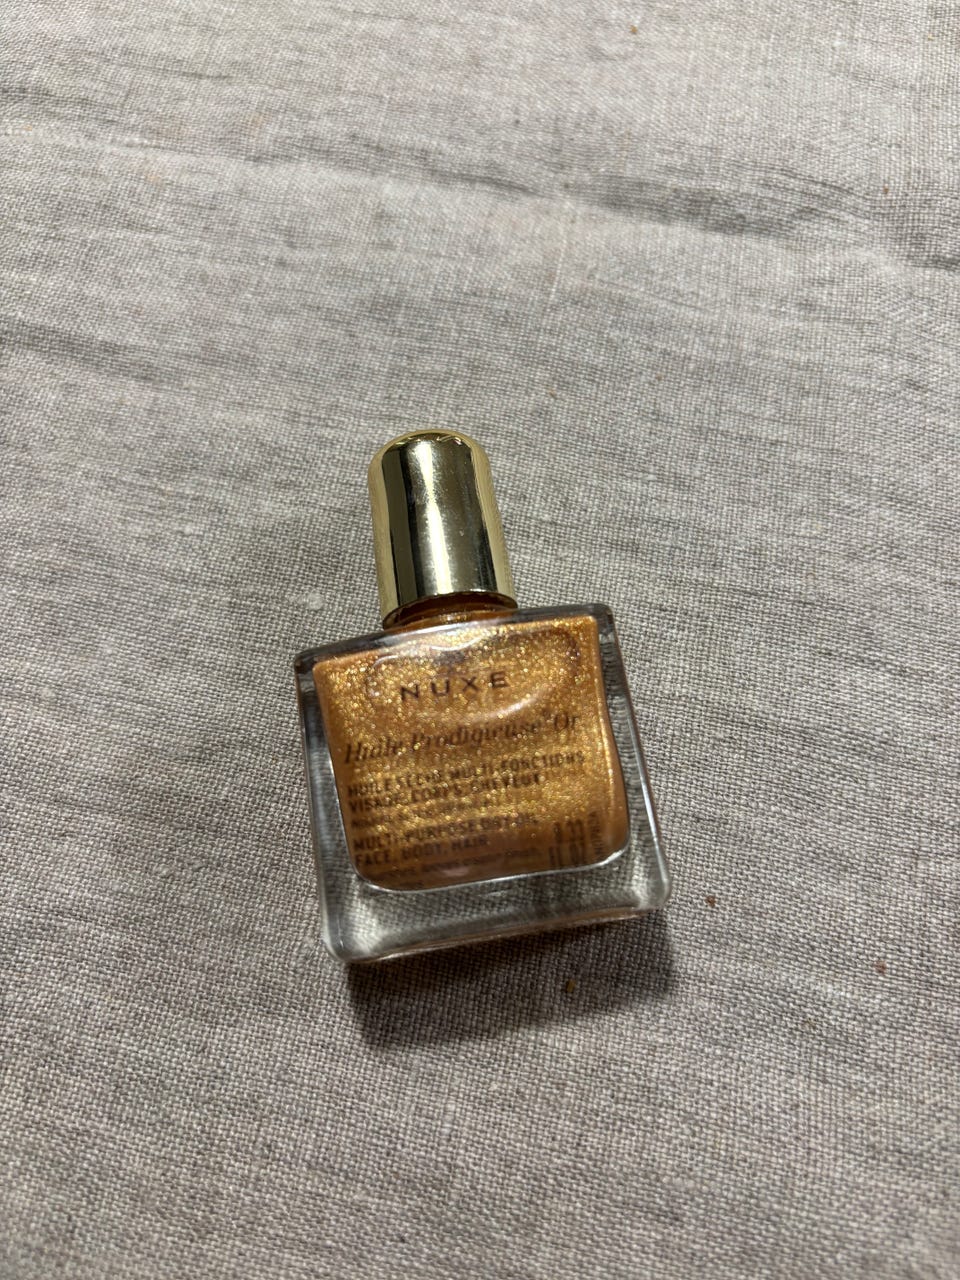 NUXE
Huile Prodigieuse® Or
HUILE SÈCHE MULTI-FONCTIONS
VISAGE, CORPS, CHEVEUX
MULTI-PURPOSE DRY OIL
FACE, BODY, HAIR